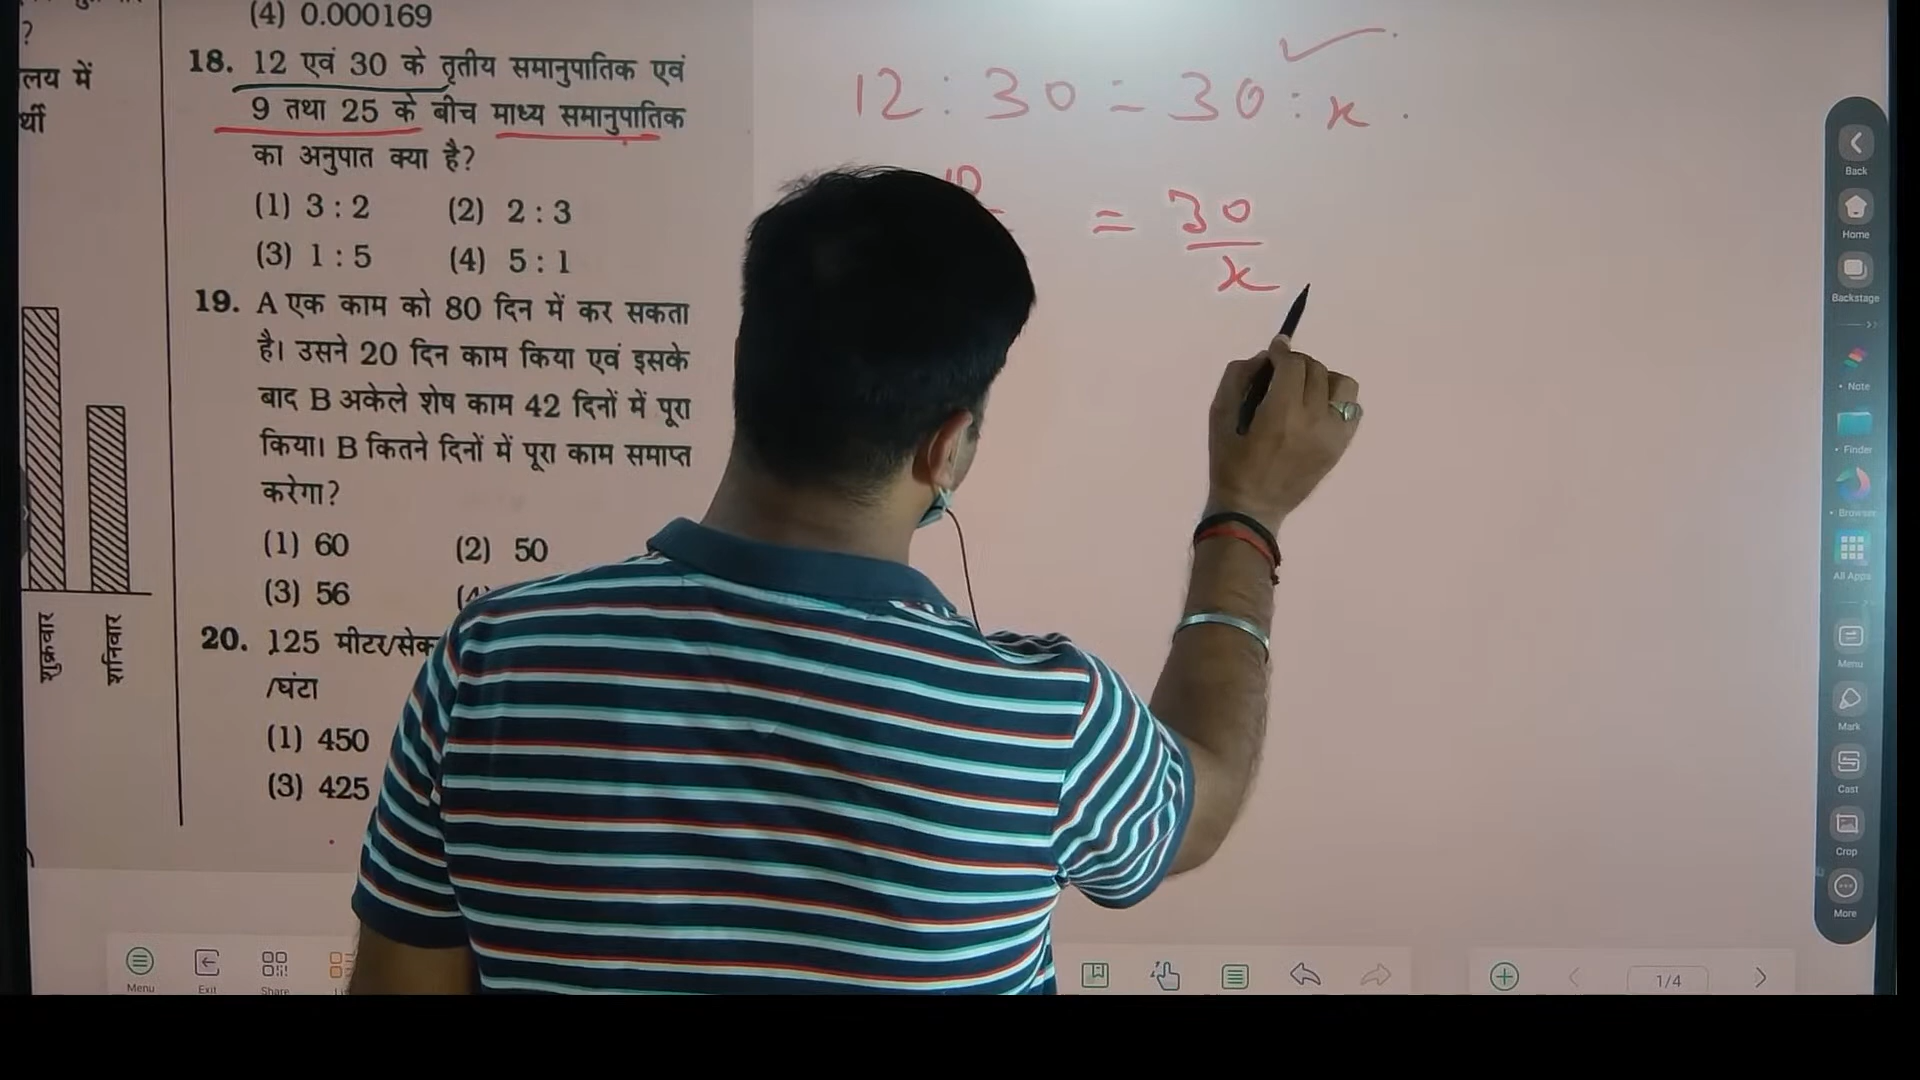 ?
लय में
र्थी
शुक्रवार
शनिवार
(4) 0.000169
18. 12 एवं 30 के तृतीय समानुपातिक एवं
9 तथा 25 के बीच माध्य समानुपातिक
का अनुपात क्या है?
(1) 3 : 2 (2) 2 : 3
(3) 1 : 5 (4) 5 : 1
19. A एक काम को 80 दिन में कर सकता
है। उसने 20 दिन काम किया एवं इसके
बाद B अकेले शेष काम 42 दिनों में पूरा
किया। B कितने दिनों में पूरा काम समाप्त
करेगा?
(1) 60 (2) 50
(3) 56 (4)
20. 125 मीटर/सेक
/घंटा
(1) 450
(3) 425
12 : 30 = 30 : x
= 30
x
Back
Home
Backstage
Note
Finder
Browser
All Apps
Menu
Mark
Cast
Crop
More
Menu Exit Share
1/4